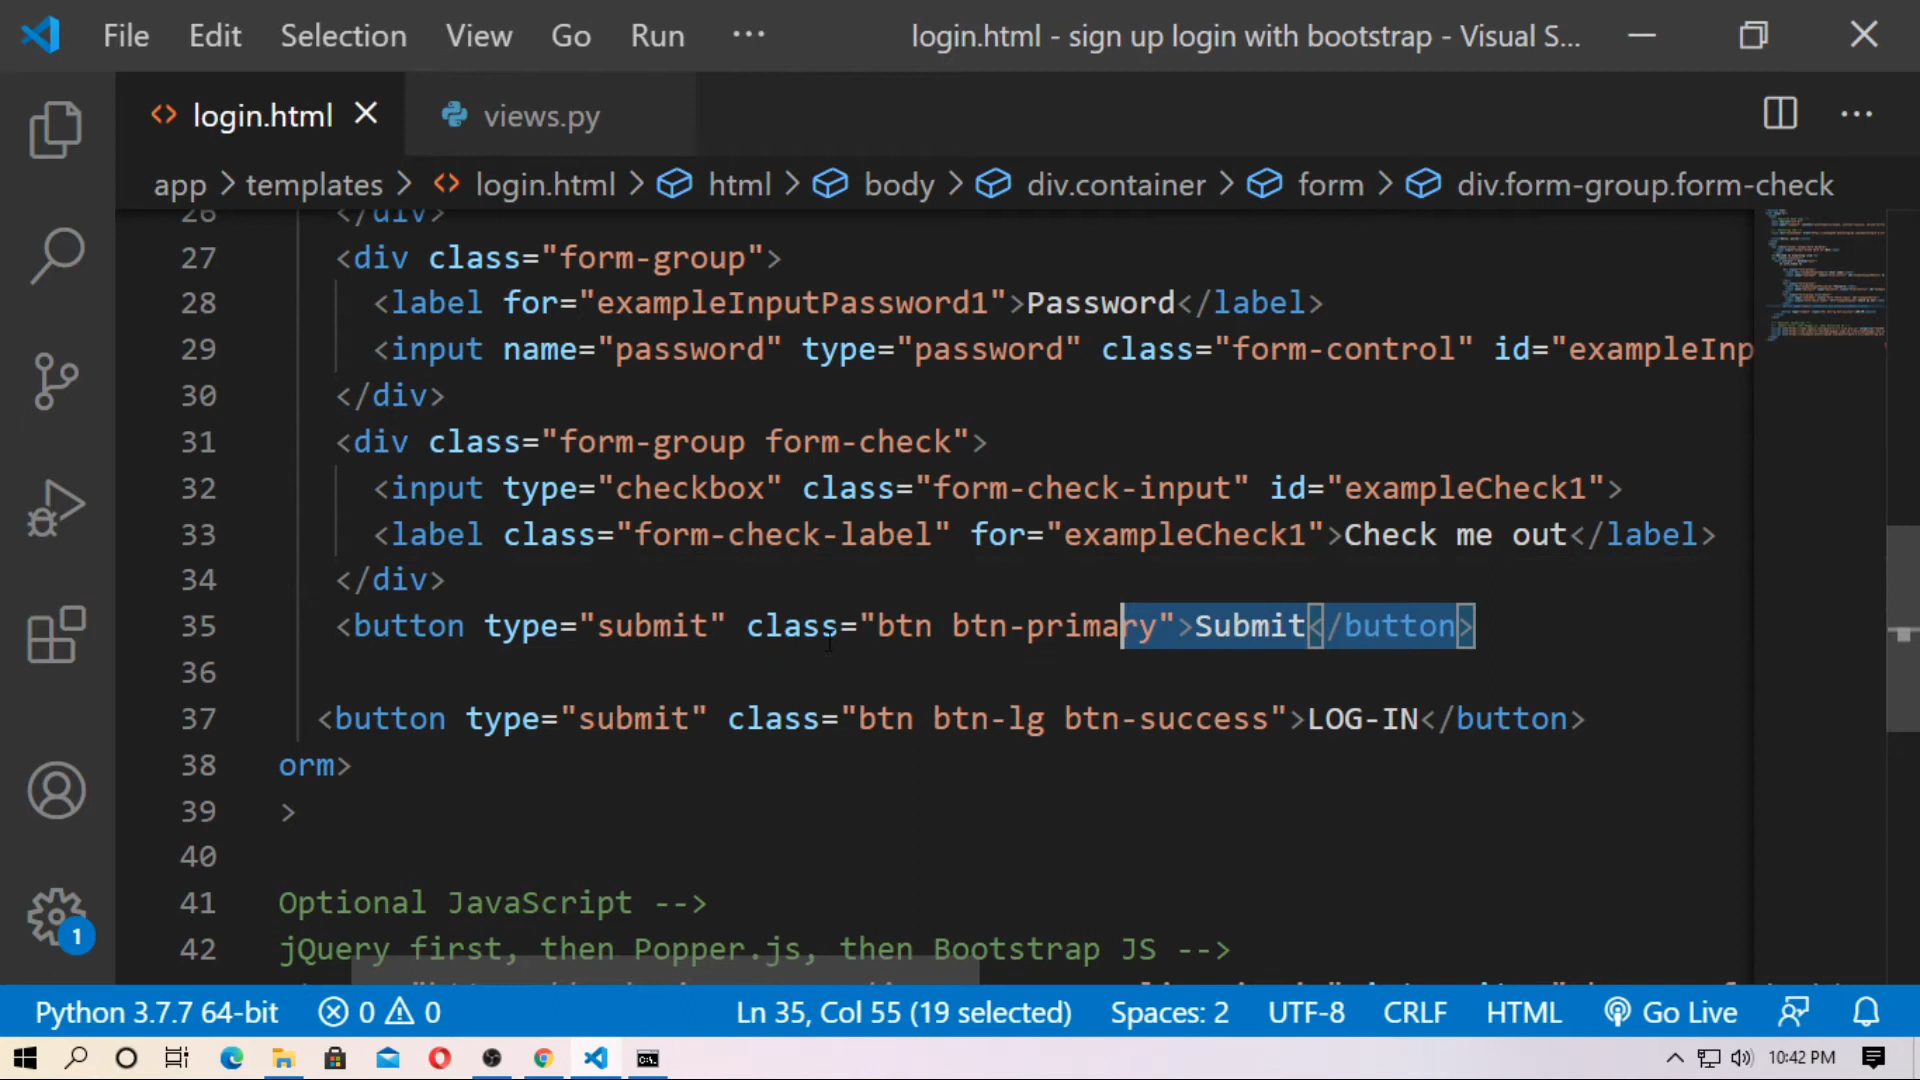 File Edit Selection View Go Run ... login.html - sign up login with bootstrap - Visual S...
login.html views.py ...
app > templates > login.html > html > body > div.container > form > div.form-group.form-check
26 </div>
27 <div class="form-group">
28 <label for="exampleInputPassword1">Password</label>
29 <input name="password" type="password" class="form-control" id="exampleInp
30 </div>
31 <div class="form-group form-check">
32 <input type="checkbox" class="form-check-input" id="exampleCheck1">
33 <label class="form-check-label" for="exampleCheck1">Check me out</label>
34 </div>
35 <button type="submit" class="btn btn-primary">Submit</button>
36
37 <button type="submit" class="btn btn-lg btn-success">LOG-IN</button>
38 orm>
39 >
40
41 Optional JavaScript -->
42 jQuery first, then Popper.js, then Bootstrap JS -->
1
Python 3.7.7 64-bit 0 0 Ln 35, Col 55 (19 selected) Spaces: 2 UTF-8 CRLF HTML Go Live
10:42 PM